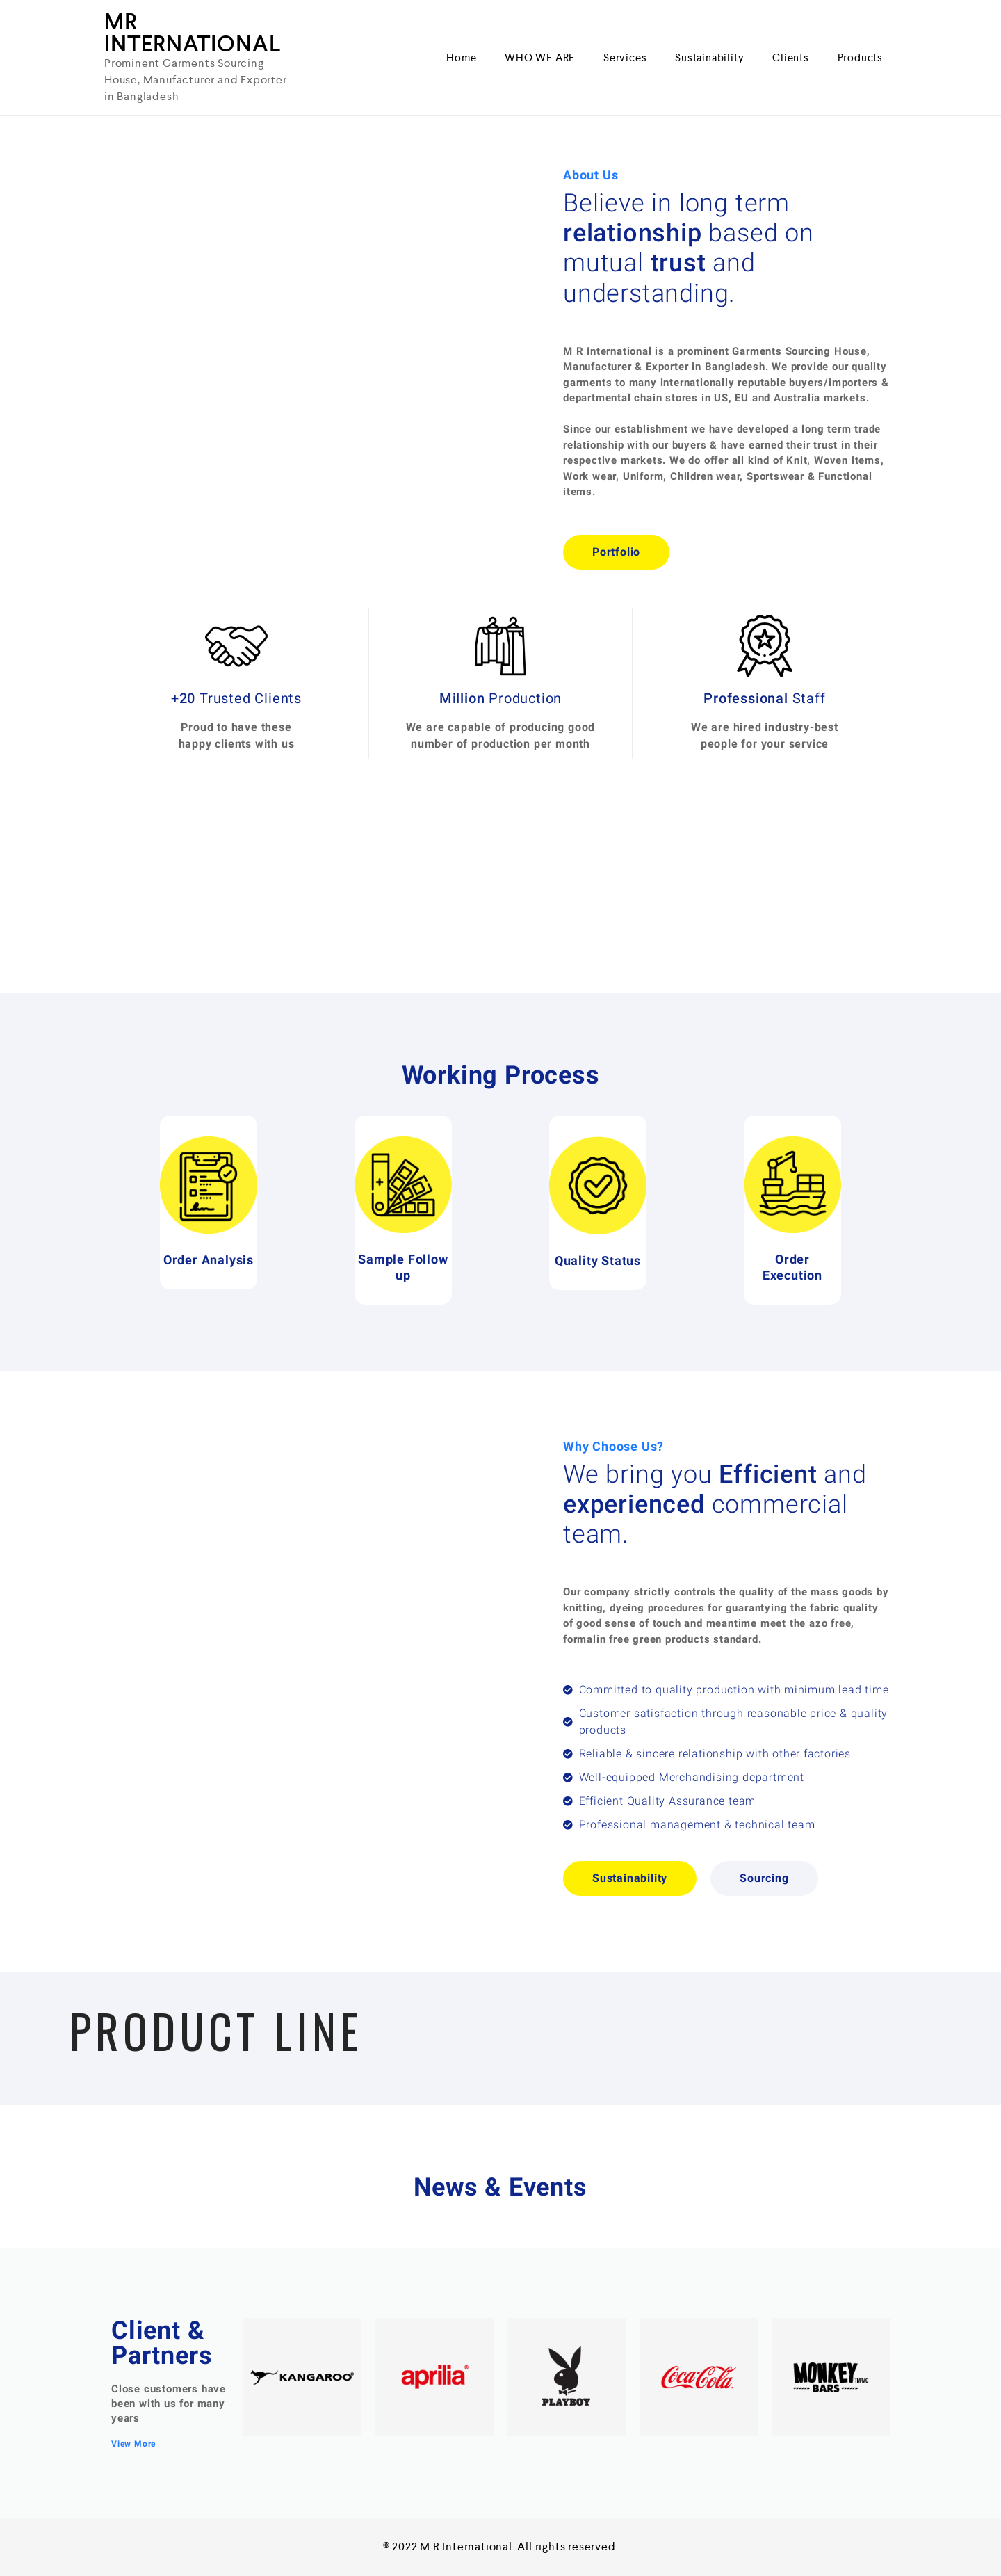 MR
INTERNATIONAL
Prominent Garments Sourcing
House, Manufacturer and Exporter
in Bangladesh
Home WHO WE ARE Services Sustainability Clients Products
About Us
Believe in long term
relationship based on
mutual trust and
understanding.
M R International is a prominent Garments Sourcing House,
Manufacturer & Exporter in Bangladesh. We provide our quality
garments to many internationally reputable buyers/importers &
departmental chain stores in US, EU and Australia markets.
Since our establishment we have developed a long term trade
relationship with our buyers & have earned their trust in their
respective markets. We do offer all kind of Knit, Woven items,
Work wear, Uniform, Children wear, Sportswear & Functional
items.
Portfolio
+20 Trusted Clients
Proud to have these
happy clients with us
Million Production
We are capable of producing good
number of production per month
Professional Staff
We are hired industry-best
people for your service
Working Process
Order Analysis
Sample Follow
up
Quality Status
Order
Execution
Why Choose Us?
We bring you Efficient and
experienced commercial
team.
Our company strictly controls the quality of the mass goods by
knitting, dyeing procedures for guarantying the fabric quality
of good sense of touch and meantime meet the azo free,
formalin free green products standard.
Committed to quality production with minimum lead time
Customer satisfaction through reasonable price & quality
products
Reliable & sincere relationship with other factories
Well-equipped Merchandising department
Efficient Quality Assurance team
Professional management & technical team
Sustainability Sourcing
PRODUCT LINE
News & Events
Client &
Partners
Close customers have
been with us for many
years
View More
KANGAROO
aprilia
PLAYBOY
Coca-Cola
MONKEY
BARS
© 2022 M R International. All rights reserved.